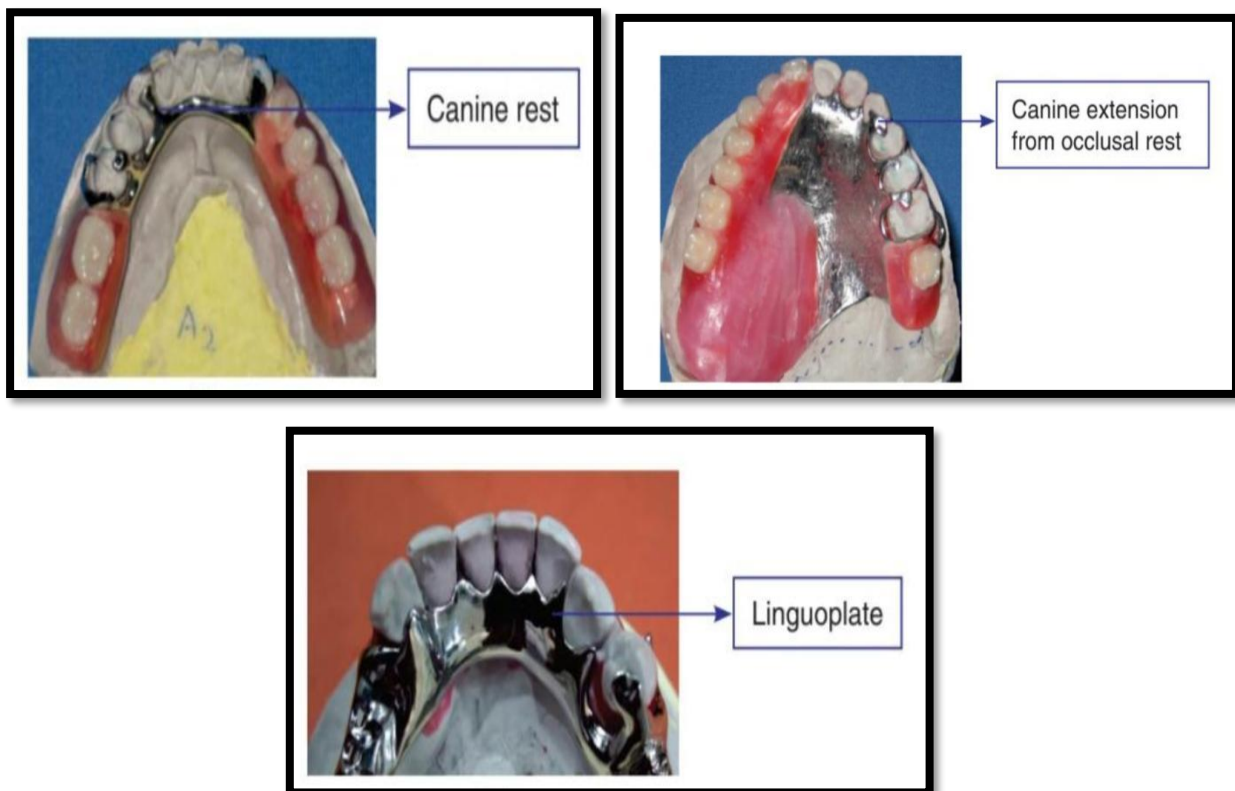 Canine rest
Canine extension
from occlusal rest
A2
Linguoplate